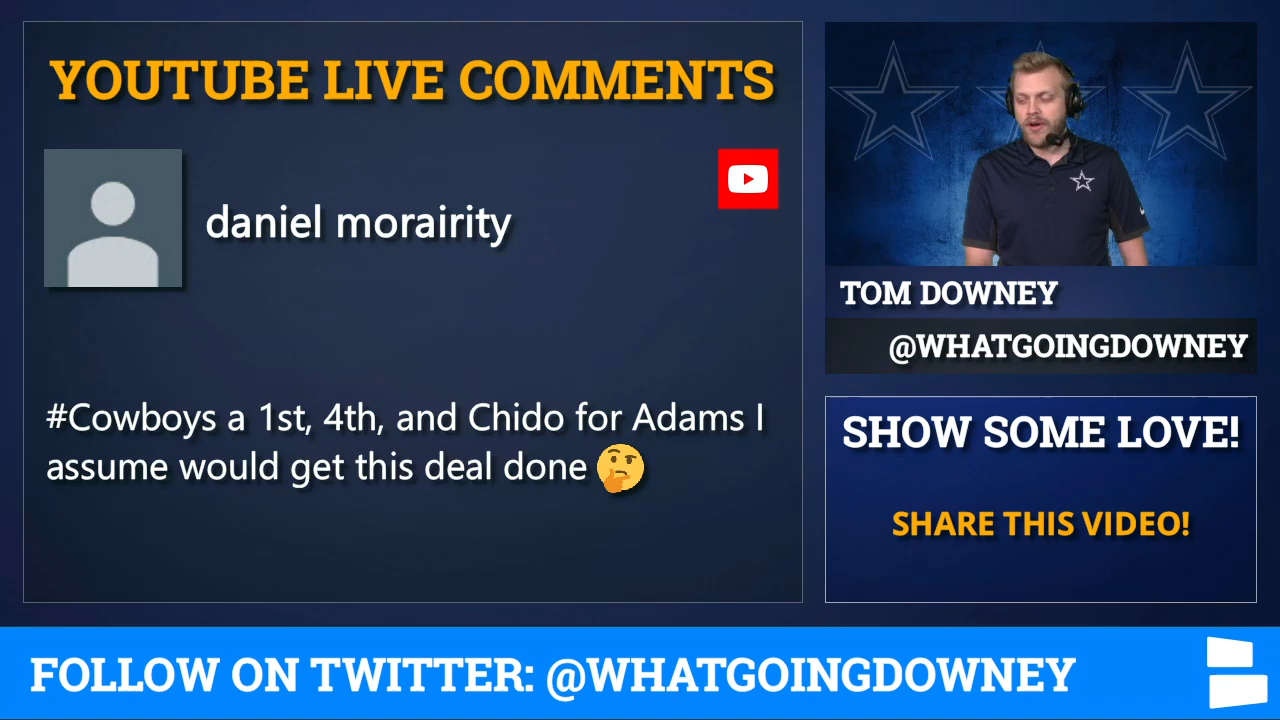 YOUTUBE LIVE COMMENTS
daniel morairity
#Cowboys a 1st, 4th, and Chido for Adams I
assume would get this deal done 🤔
TOM DOWNEY
@WHATGOINGDOWNEY
SHOW SOME LOVE!
SHARE THIS VIDEO!
FOLLOW ON TWITTER: @WHATGOINGDOWNEY